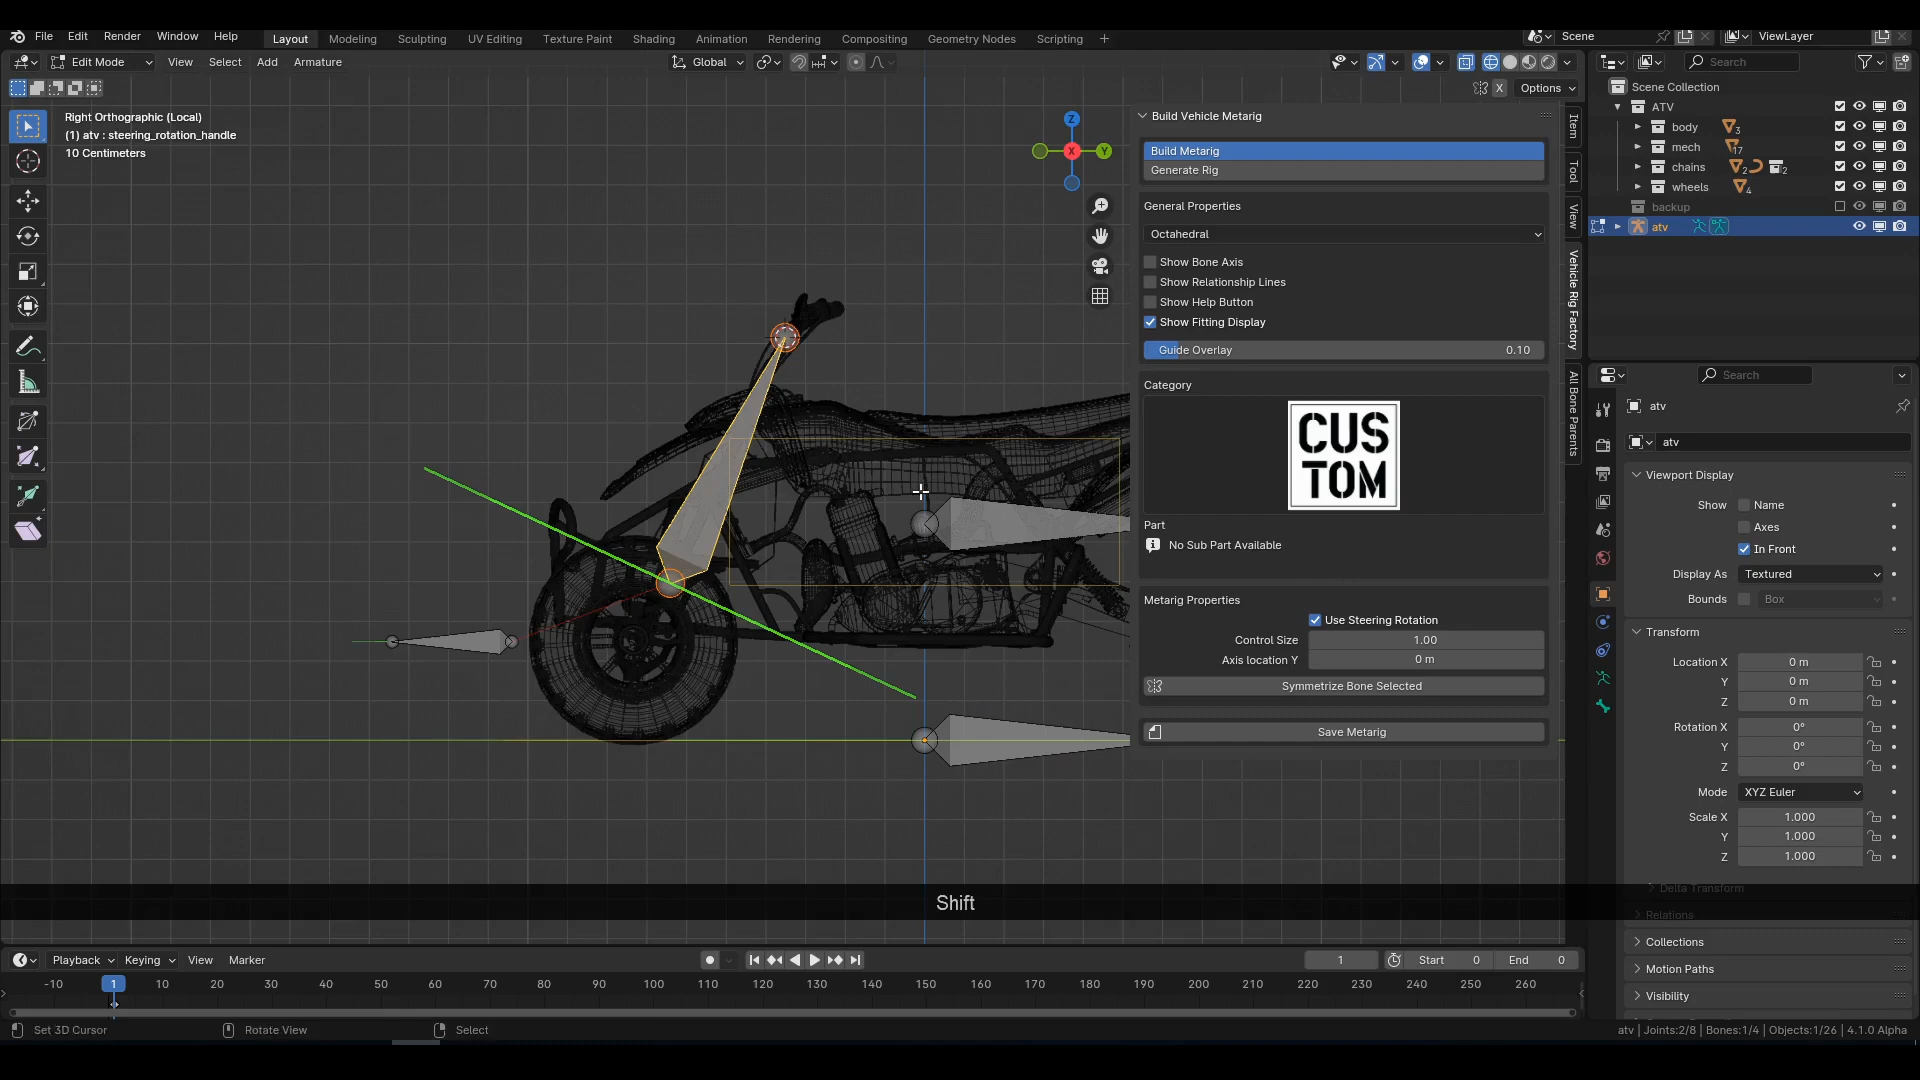 File Edit Render Window Help Layout Modeling Sculpting UV Editing Texture Paint Shading Animation Rendering Compositing Geometry Nodes Scripting + Scene ViewLayer
Edit Mode View Select Add Armature Global Search
X Options
Right Orthographic (Local)
(1) atv : steering_rotation_handle
10 Centimeters
Z
X Y
Build Vehicle Metarig
Build Metarig
Generate Rig
General Properties
Octahedral
Show Bone Axis
Show Relationship Lines
Show Help Button
Show Fitting Display
Guide Overlay 0.10
Category
CUS
TOM
Part
No Sub Part Available
Metarig Properties
Use Steering Rotation
Control Size 1.00
Axis location Y 0 m
Symmetrize Bone Selected
Save Metarig
Item
Tool
View
Vehicle Rig Factory
All Bone Parents
Scene Collection
ATV
body 3
mech 17
chains 2 2
wheels 4
backup
atv
Search
atv
atv
Viewport Display
Show Name
Axes
In Front
Display As Textured
Bounds Box
Transform
Location X 0 m
Y 0 m
Z 0 m
Rotation X 0°
Y 0°
Z 0°
Mode XYZ Euler
Scale X 1.000
Y 1.000
Z 1.000
Delta Transform
Relations
Collections
Motion Paths
Visibility
Shift
Playback Keying View Marker 1 Start 0 End 0
-10 1 10 20 30 40 50 60 70 80 90 100 110 120 130 140 150 160 170 180 190 200 210 220 230 240 250 260
Set 3D Cursor Rotate View Select atv | Joints:2/8 | Bones:1/4 | Objects:1/26 | 4.1.0 Alpha